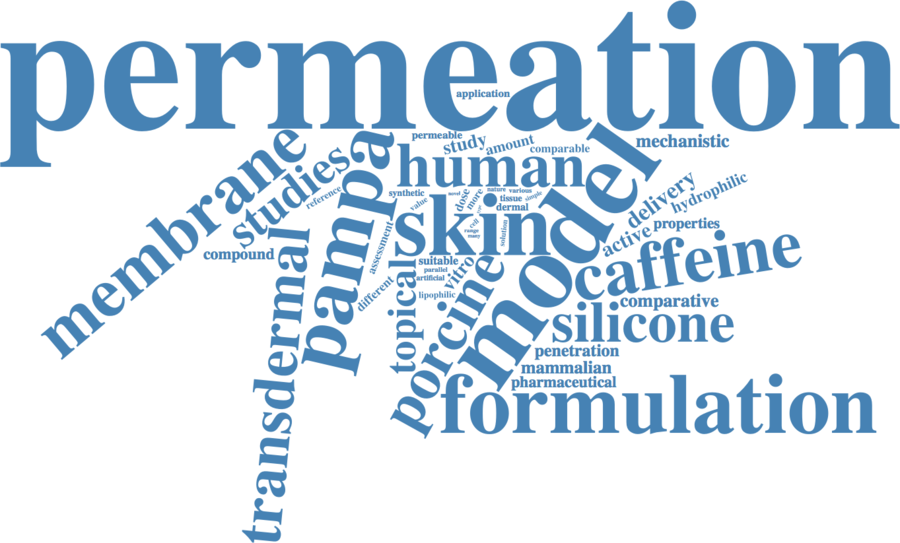 permeation
application
permeable
study
amount
comparable
mechanistic
membrane
studies
pampa
human
model
reference
synthetic
value
novel
dose
more
nature
various
tissue
simple
dermal
skin
cell
range
many
solution
delivery
hydrophilic
active
properties
compound
assessment
transdermal
different
topical
suitable
parallel
artificial
vitro
lipophilic
porcine
caffeine
comparative
silicone
penetration
mammalian
pharmaceutical
formulation